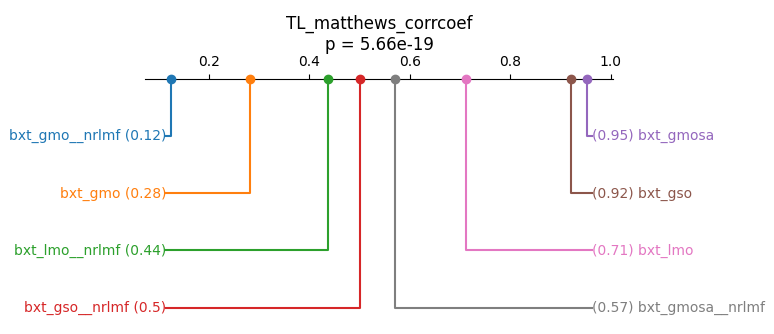 TL_matthews_corrcoef
p = 5.66e-19
0.2 0.4 0.6 0.8 1.0
bxt_gmo__nrlmf (0.12) (0.95) bxt_gmosa
bxt_gmo (0.28) (0.92) bxt_gso
bxt_lmo__nrlmf (0.44) (0.71) bxt_lmo
bxt_gso__nrlmf (0.5) (0.57) bxt_gmosa__nrlmf